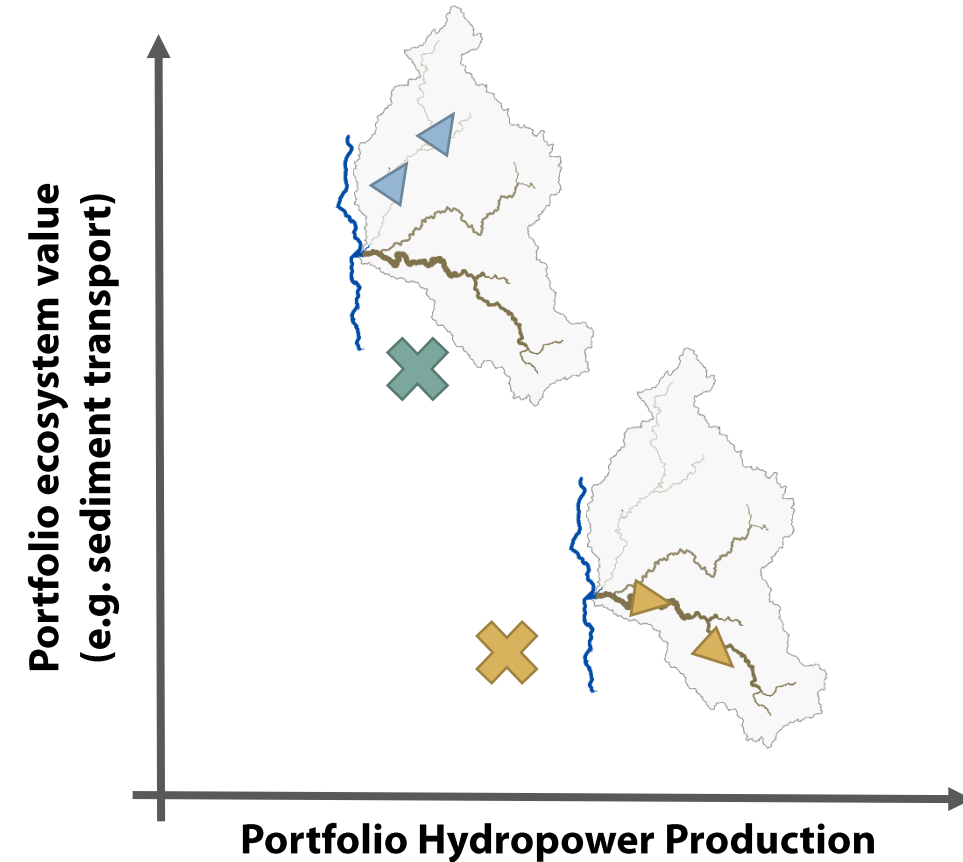 Portfolio ecosystem value
(e.g. sediment transport)
Portfolio Hydropower Production